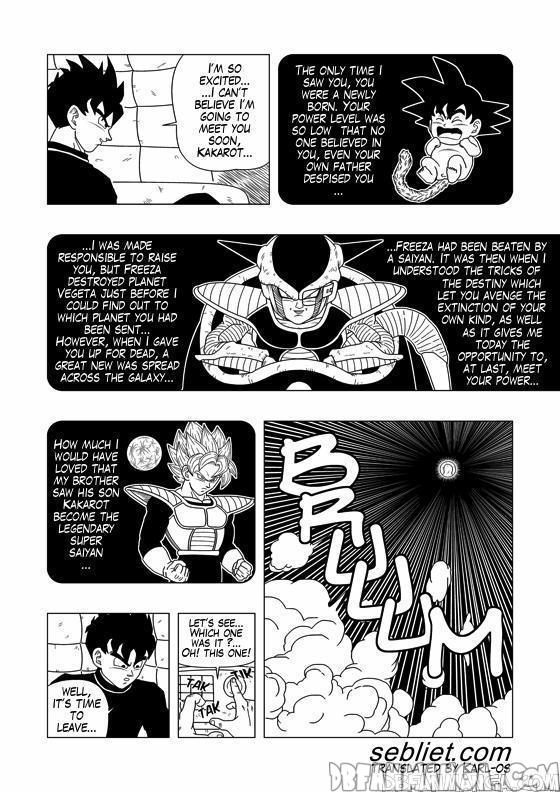 I'M SO
EXCITED...
...I CAN'T
BELIEVE I'M
GOING TO
MEET YOU
SOON,
KAKAROT...
THE ONLY TIME I
SAW YOU, YOU
WERE A NEWLY
BORN. YOUR
POWER LEVEL WAS
SO LOW THAT NO
ONE BELIEVED IN
YOU, EVEN YOUR
OWN FATHER
DESPISED YOU
...
...I WAS MADE
RESPONSIBLE TO RAISE
YOU, BUT FREEZA
DESTROYED PLANET
VEGETA JUST BEFORE I
COULD FIND OUT TO
WHICH PLANET YOU HAD
BEEN SENT...
HOWEVER, WHEN I GAVE
YOU UP FOR DEAD, A
GREAT NEW WAS SPREAD
ACROSS THE GALAXY...
...FREEZA HAD BEEN BEATEN BY
A SAIYAN. IT WAS THEN WHEN I
UNDERSTOOD THE TRICKS OF
THE DESTINY WHICH
LET YOU AVENGE THE
EXTINCTION OF YOUR
OWN KIND, AS WELL
AS IT GIVES ME
TODAY THE
OPPORTUNITY TO,
AT LAST, MEET
YOUR POWER...
HOW MUCH I
WOULD HAVE
LOVED THAT
MY BROTHER
SAW HIS SON
KAKAROT
BECOME THE
LEGENDARY
SUPER
SAIYAN
...
BRUUUM
WELL,
IT'S TIME
TO
LEAVE...
LET'S SEE...
WHICH ONE
WAS IT ?...
OH! THIS ONE!
TAK
TAK
TIK
TIK
sebliet.com
TRANSLATED BY KARL-OS